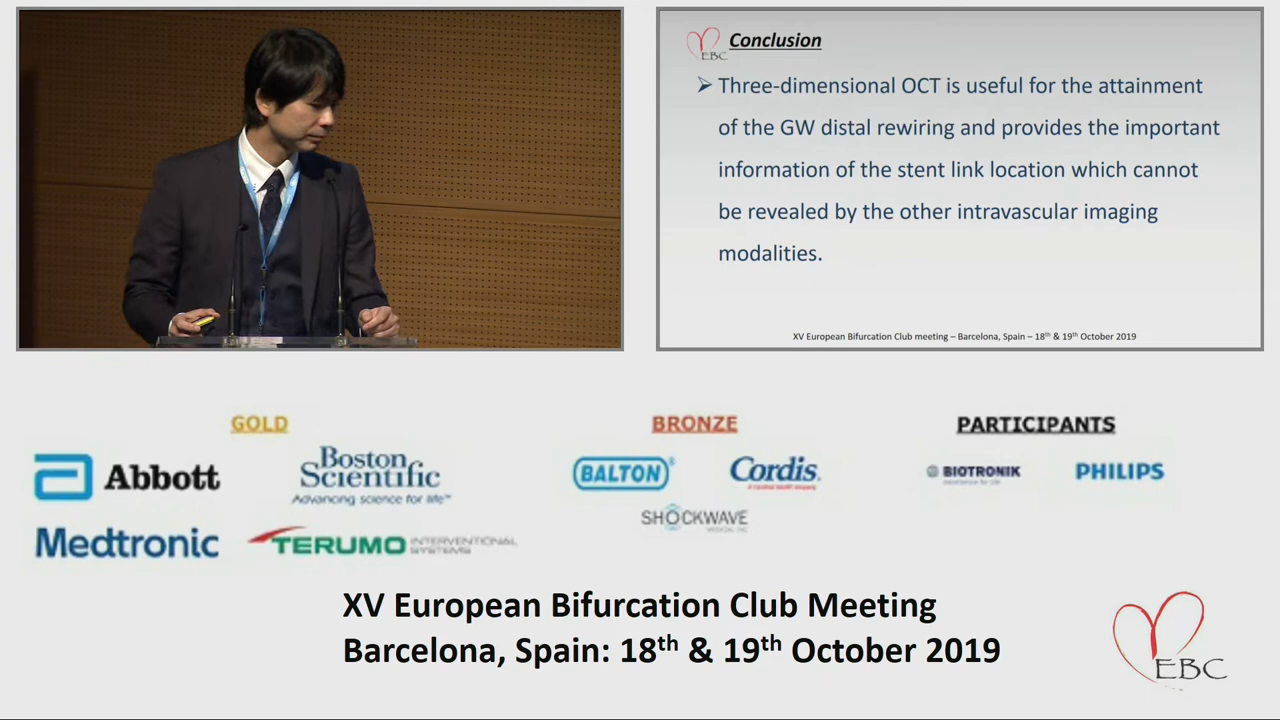 EBC
Conclusion
➢ Three-dimensional OCT is useful for the attainment
of the GW distal rewiring and provides the important
information of the stent link location which cannot
be revealed by the other intravascular imaging
modalities.
XV European Bifurcation Club meeting – Barcelona, Spain – 18th & 19th October 2019
GOLD
Abbott
Boston
Scientific
Advancing science for life™
Medtronic
TERUMO INTERVENTIONAL
SYSTEMS
BRONZE
BALTON®
Cordis.
SHOCKWAVE
PARTICIPANTS
BIOTRONIK
PHILIPS
XV European Bifurcation Club Meeting
Barcelona, Spain: 18th & 19th October 2019
EBC